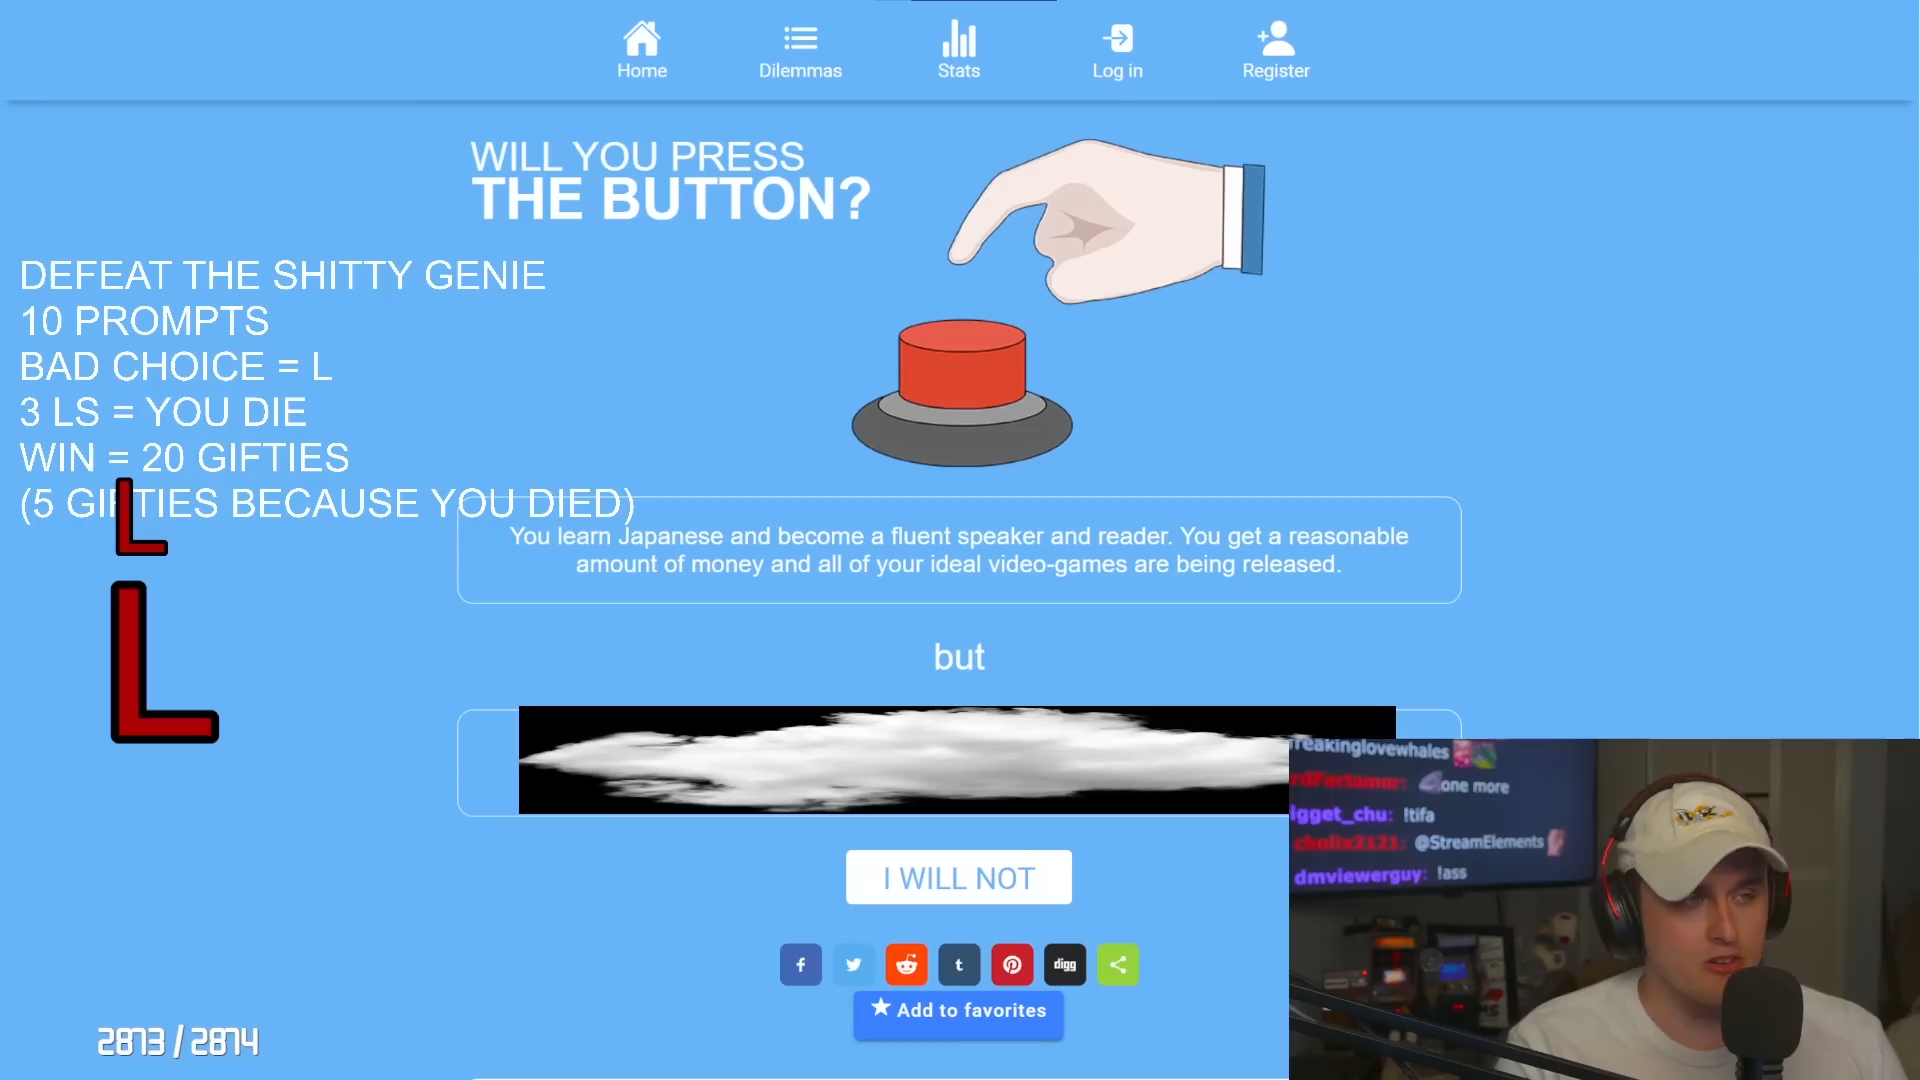 Home
Dilemmas
Stats
Log in
Register
WILL YOU PRESS
THE BUTTON?
DEFEAT THE SHITTY GENIE
10 PROMPTS
BAD CHOICE = L
3 LS = YOU DIE
WIN = 20 GIFTIES
(5 GIFTIES BECAUSE YOU DIED)
L
L
You learn Japanese and become a fluent speaker and reader. You get a reasonable
amount of money and all of your ideal video-games are being released.
but
reakinglovewhales
rdFertamur: one more
igget_chu: !tifa
@StreamElements
dmviewerguy: !ass
I WILL NOT
f
t
digg
Add to favorites
2873 / 2874